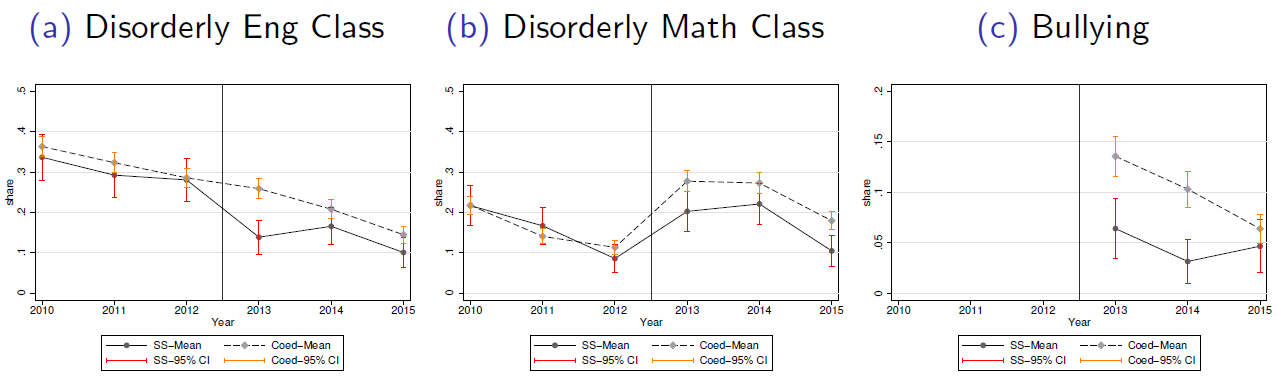 (a) Disorderly Eng Class
share
.5
.4
.3
.2
.1
0
2010 2011 2012 2013 2014 2015
Year
SS-Mean Coed-Mean
SS-95% CI Coed-95% CI
(b) Disorderly Math Class
share
.5
.4
.3
.2
.1
0
2010 2011 2012 2013 2014 2015
Year
SS-Mean Coed-Mean
SS-95% CI Coed-95% CI
(c) Bullying
share
.2
.15
.1
.05
0
2010 2011 2012 2013 2014 2015
Year
SS-Mean Coed-Mean
SS-95% CI Coed-95% CI